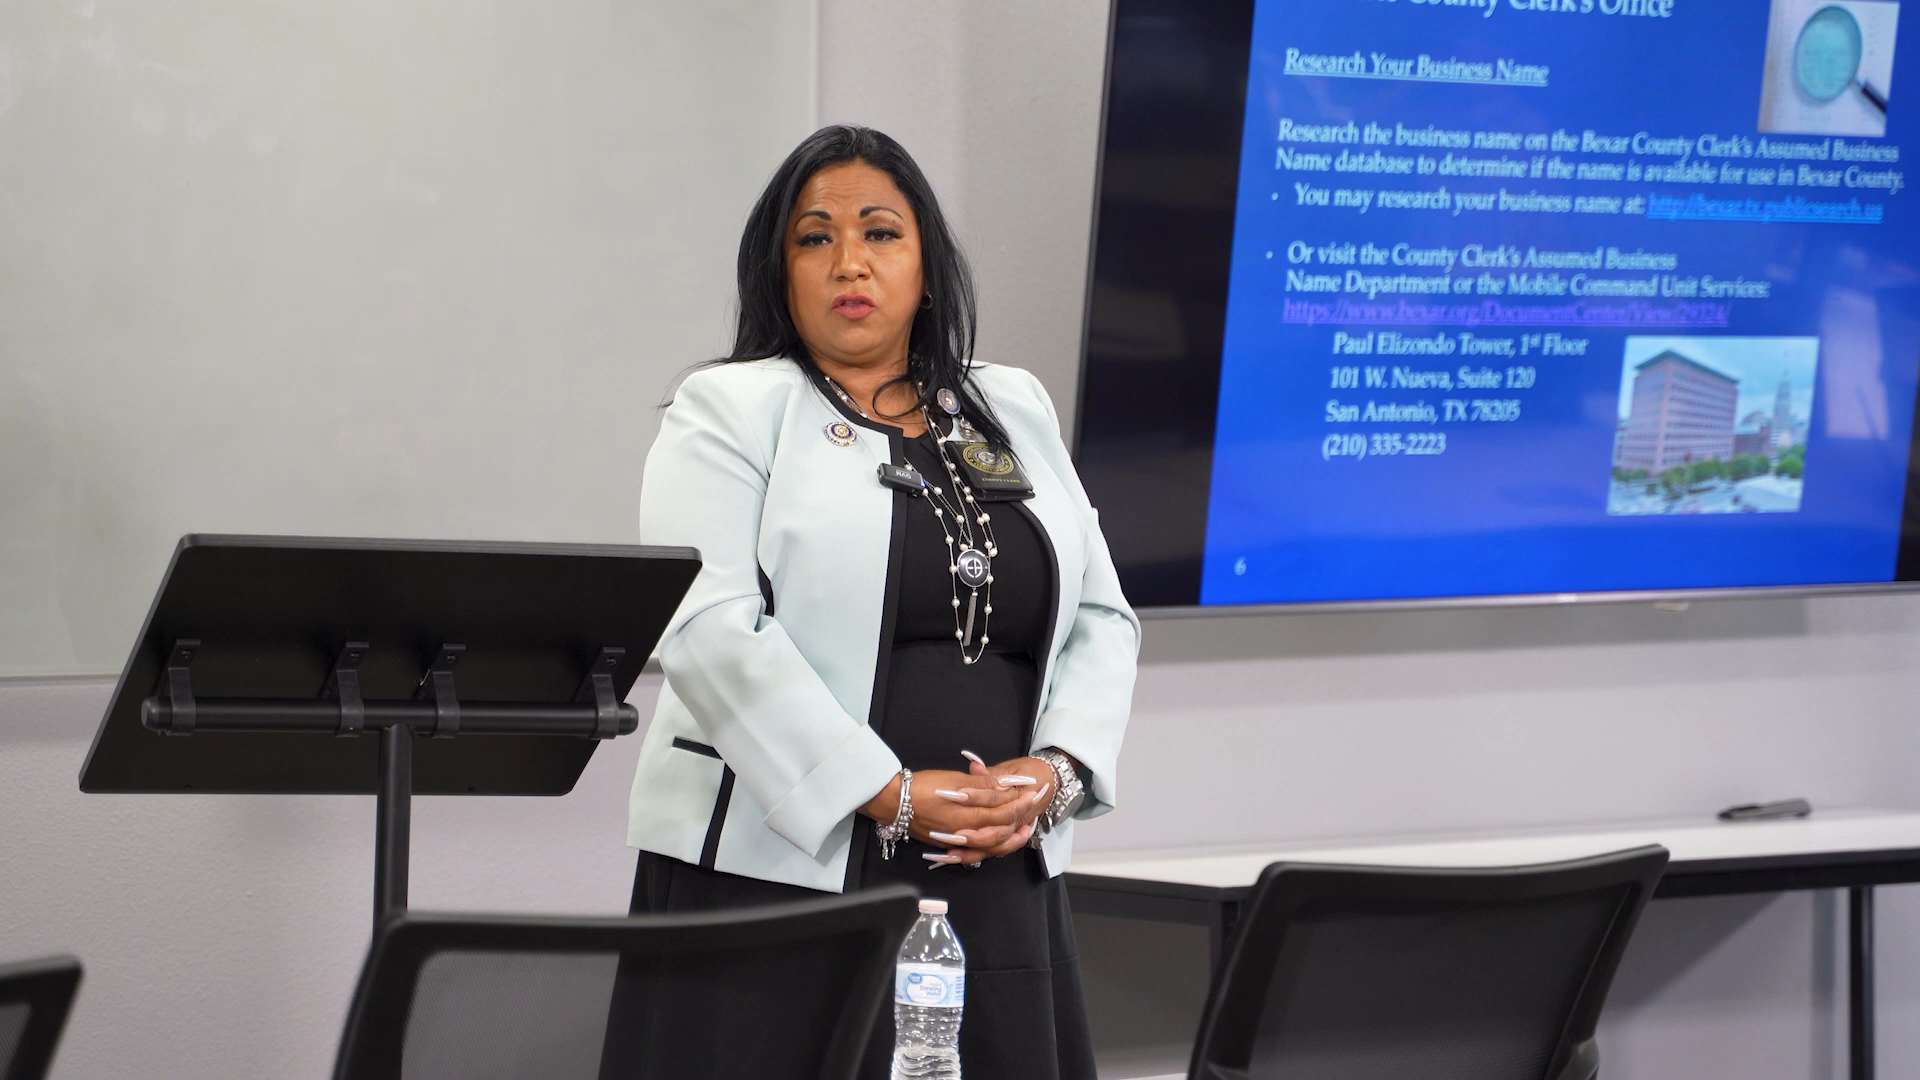 County Clerk's Office
Research Your Business Name
Research the business name on the Bexar County Clerk's Assumed Business
Name database to determine if the name is available for use in Bexar County.
• You may research your business name at: http://bexar.tx.publicsearch.us
• Or visit the County Clerk's Assumed Business
Name Department or the Mobile Command Unit Services:
https://www.bexar.org/DocumentCenter/View/29324/
Paul Elizondo Tower, 1st Floor
101 W. Nueva, Suite 120
San Antonio, TX 78205
(210) 335-2223
6
COUNTY CLERK
Drinking
Water